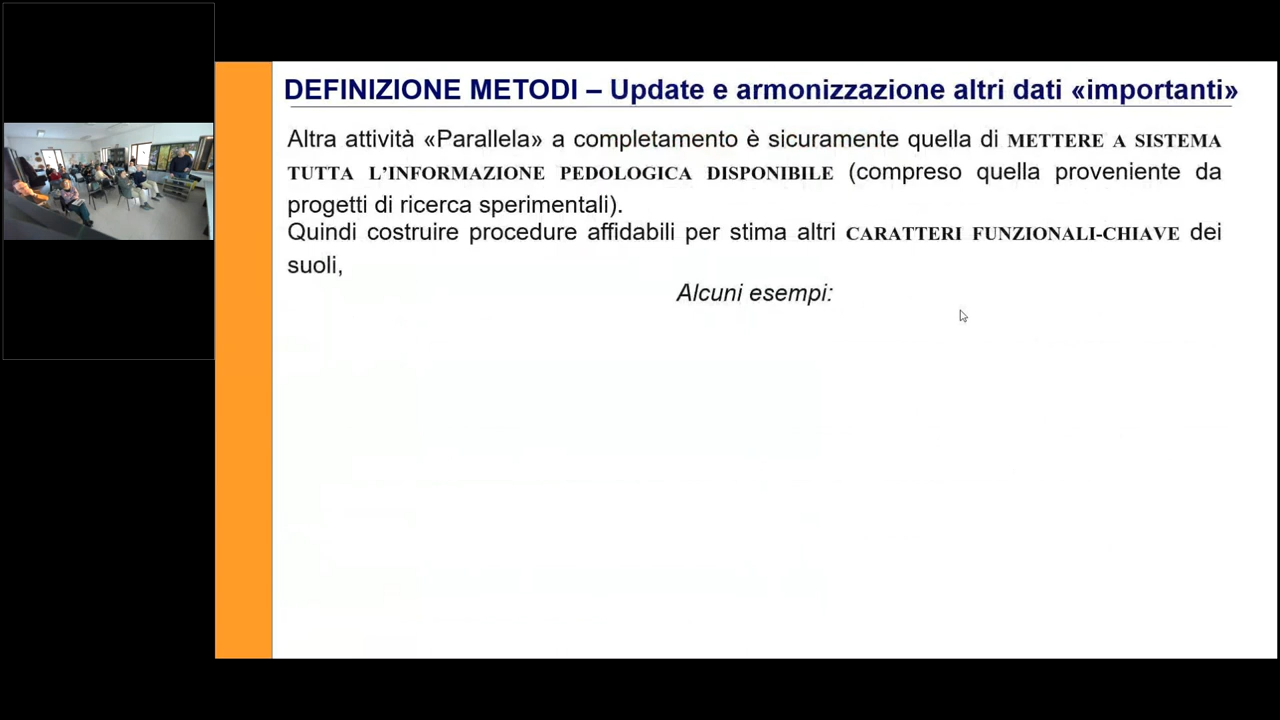 DEFINIZIONE METODI – Update e armonizzazione altri dati «importanti»
Altra attività «Parallela» a completamento è sicuramente quella di METTERE A SISTEMA
TUTTA L’INFORMAZIONE PEDOLOGICA DISPONIBILE (compreso quella proveniente da
progetti di ricerca sperimentali).
Quindi costruire procedure affidabili per stima altri CARATTERI FUNZIONALI-CHIAVE dei
suoli,
Alcuni esempi: